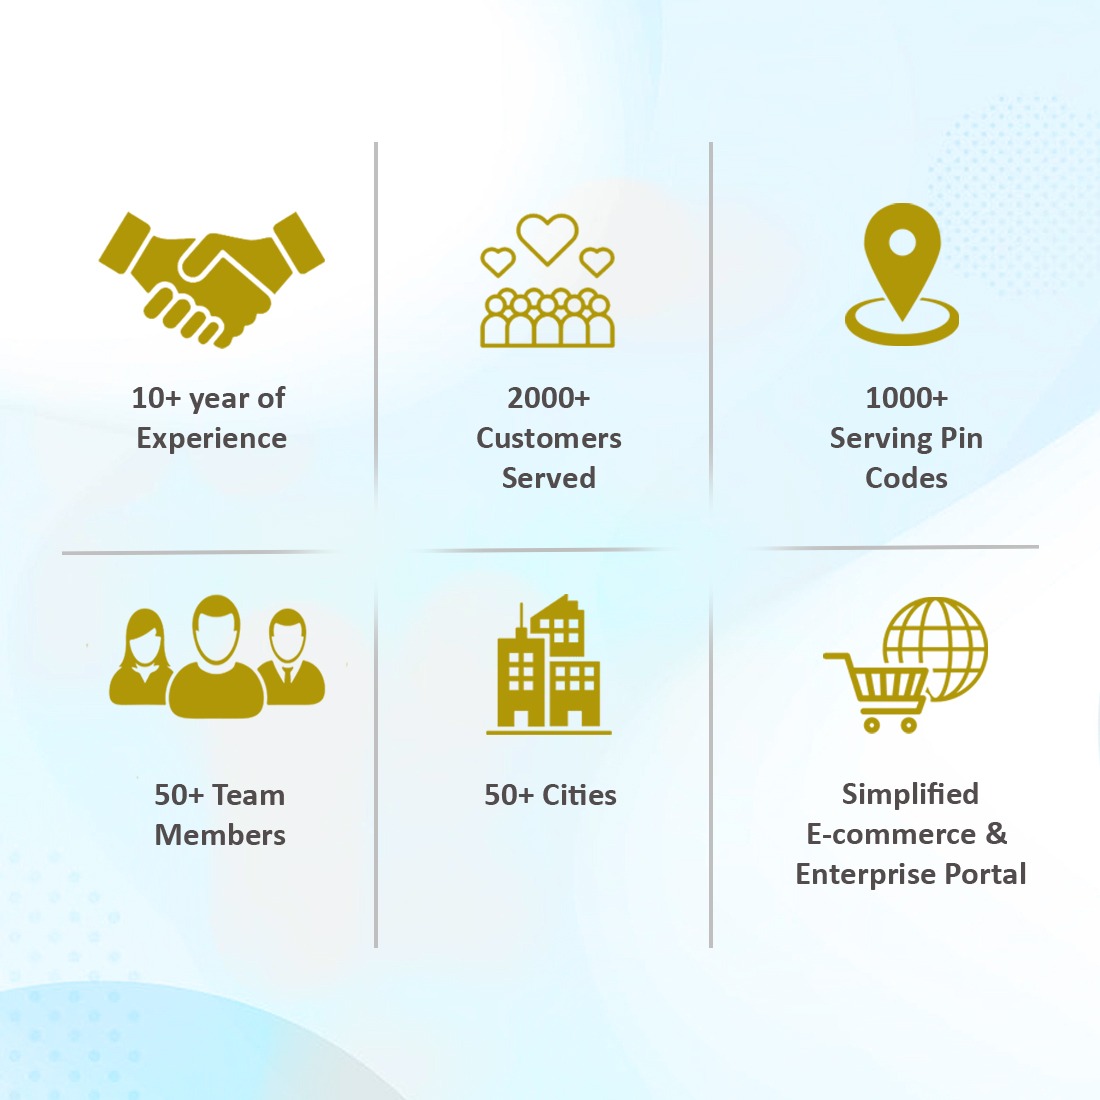 10+ year of
Experience
2000+
Customers
Served
1000+
Serving Pin
Codes
50+ Team
Members
50+ Cities
Simplified
E-commerce &
Enterprise Portal